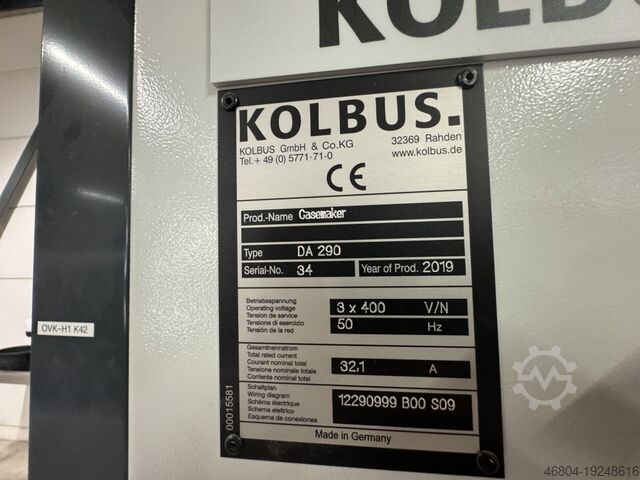 KOLBUS
KOLBUS.
KOLBUS GmbH & Co.KG
32369 Rahden
Tel.+ 49 (0) 5771-71-0
www.kolbus.de
CE
Prod.-Name Casemaker
Type DA 290
Serial-No. 34 Year of Prod. 2019
Betriebsspannung
Operating voltage
Tension de service
Tensione di esercizio
Tensión de la red
3 x 400 V/N
50 Hz
Gesamtnennstrom
Total rated current
Courant nominal total
Tensione nominale totale
Corriente nominal total
32,1 A
Schaltplan
Wiring diagram
Schéma électrique
Schema elettrico
Esquema de conexiones
12290999 B00 S09
Made in Germany
00015581
OVK-H1 K42
46804-19248616